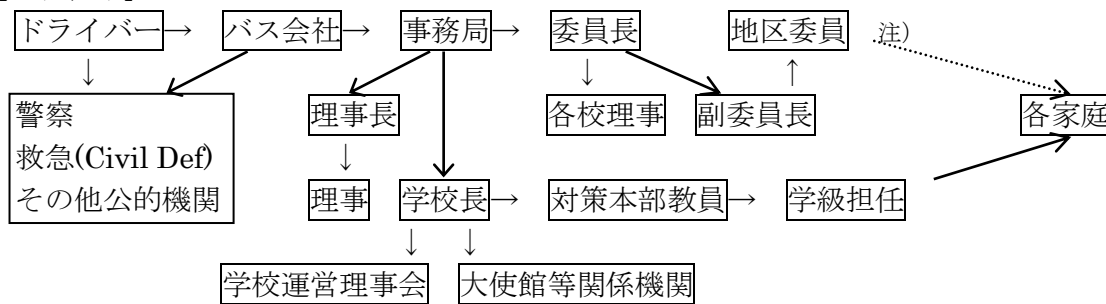 ドライバー→ バス会社→ 事務局→ 委員長 地区委員 注）
↓ ↓ ↑
警察 理事長 各校理事 副委員長 各家庭
救急(Civil Def) ↓
その他公的機関 理事 学校長→ 対策本部教員→ 学級担任
↓ ↓
学校運営理事会 大使館等関係機関